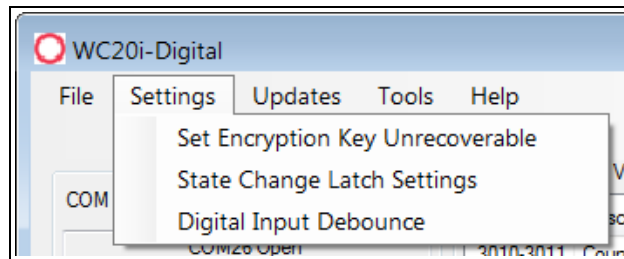 WC20i-Digital
File Settings Updates Tools Help
Set Encryption Key Unrecoverable
State Change Latch Settings
COM
Digital Input Debounce
COM26 Open
3010-3011